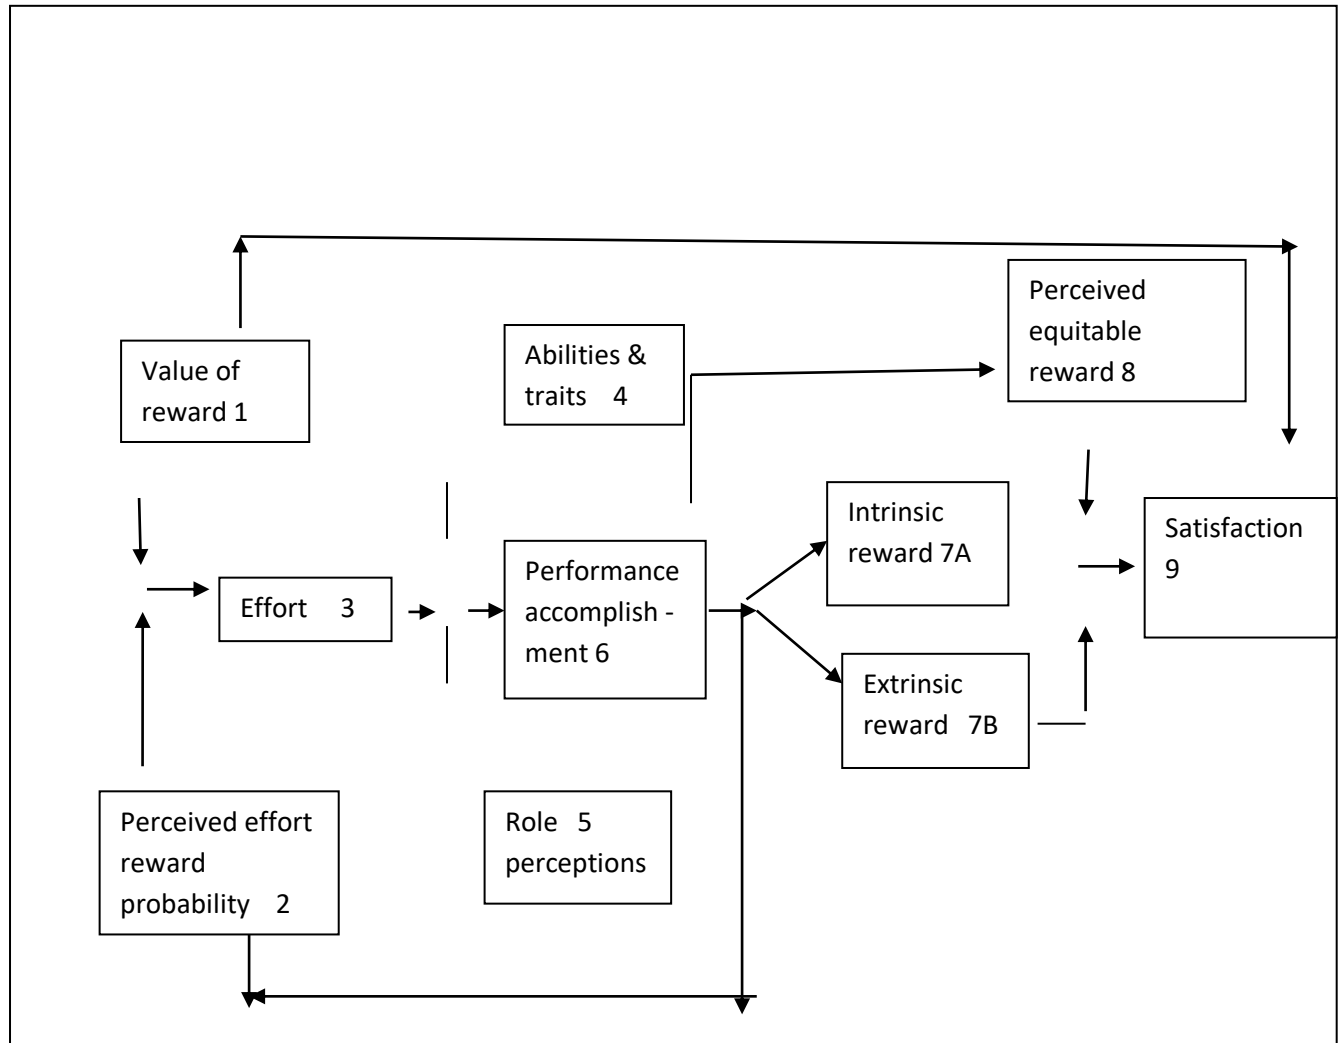 Value of
reward 1
Abilities &
traits 4
Perceived
equitable
reward 8
Effort 3
Performance
accomplish -
ment 6
Intrinsic
reward 7A
Extrinsic
reward 7B
Satisfaction
9
Perceived effort
reward
probability 2
Role 5
perceptions